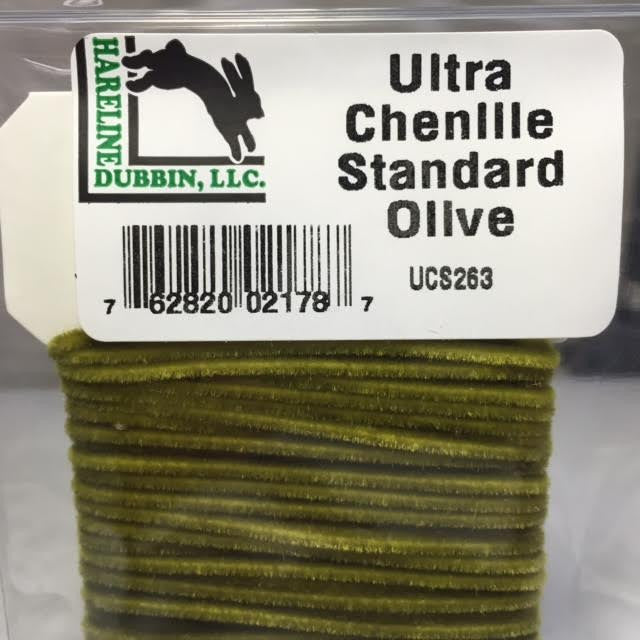 HARELINE
DUBBIN, LLC.
Ultra
Chenille
Standard
Olive
UCS263
7 62820 02178 7